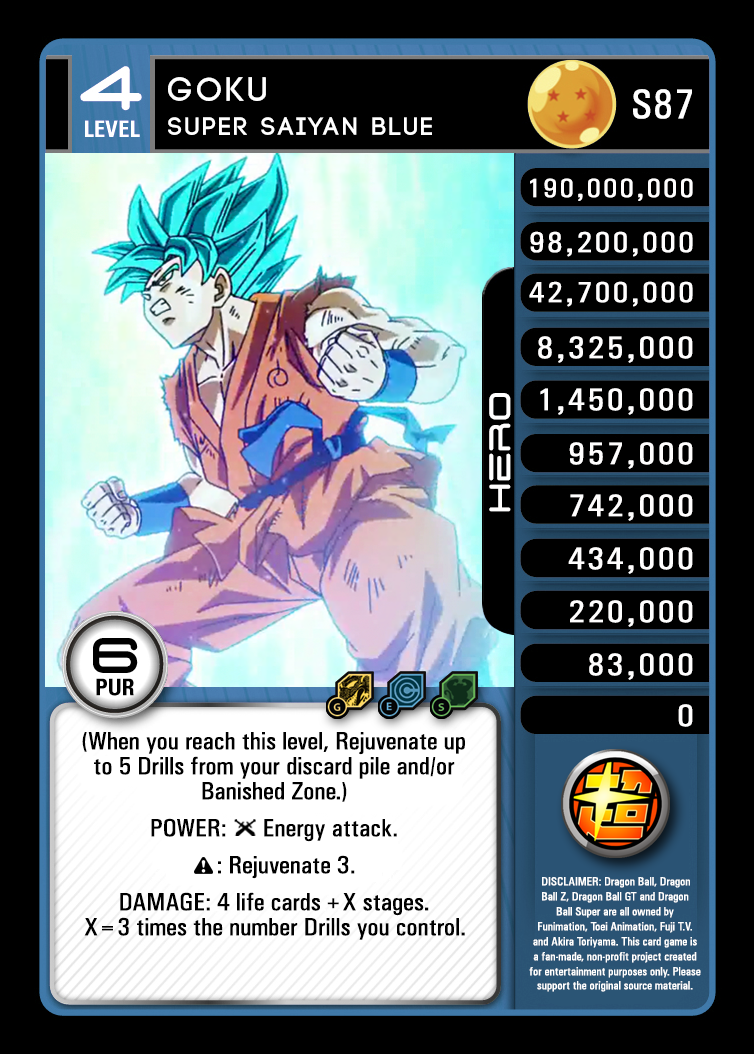 4
LEVEL
GOKU
SUPER SAIYAN BLUE
S87
190,000,000
98,200,000
42,700,000
8,325,000
1,450,000
957,000
742,000
434,000
220,000
83,000
0
HERO
6
PUR
G
E
S
(When you reach this level, Rejuvenate up
to 5 Drills from your discard pile and/or
Banished Zone.)
POWER: Energy attack.
: Rejuvenate 3.
DAMAGE: 4 life cards + X stages.
X = 3 times the number Drills you control.
超
DISCLAIMER: Dragon Ball, Dragon
Ball Z, Dragon Ball GT and Dragon
Ball Super are all owned by
Funimation, Toei Animation, Fuji T.V.
and Akira Toriyama. This card game is
a fan-made, non-profit project created
for entertainment purposes only. Please
support the original source material.